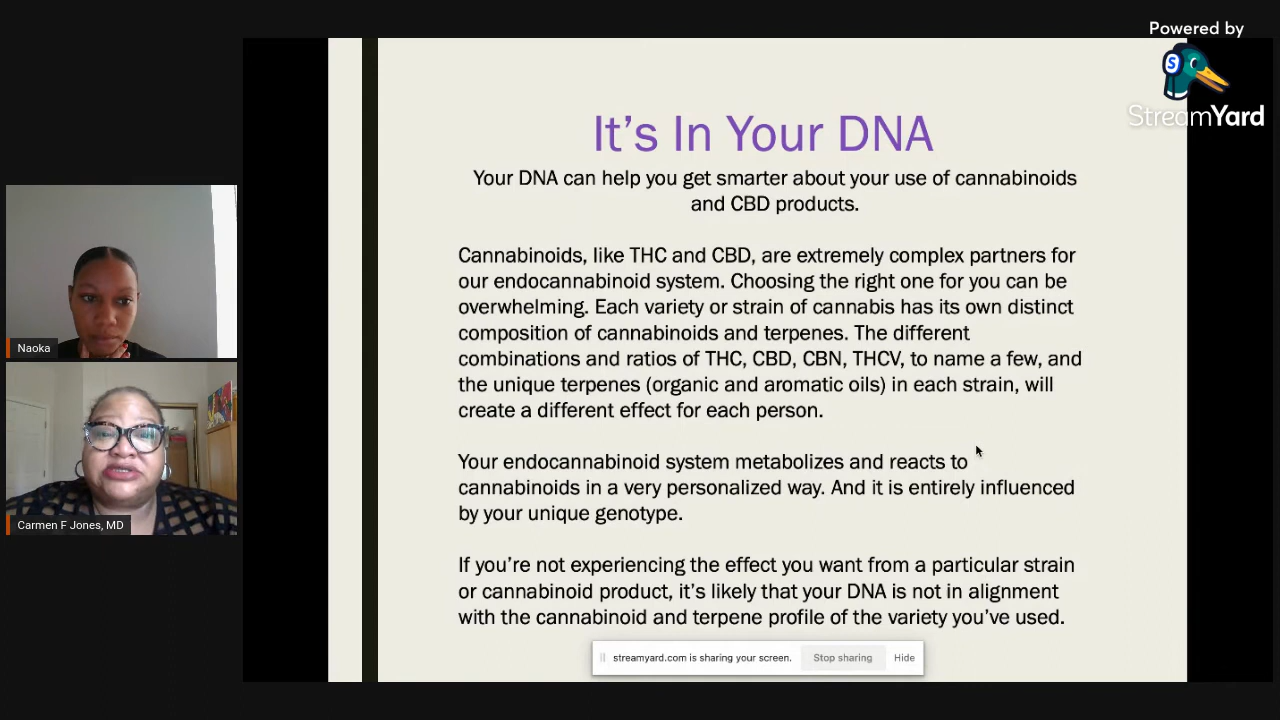 Powered by
StreamYard
It's In Your DNA
Your DNA can help you get smarter about your use of cannabinoids
and CBD products.
Cannabinoids, like THC and CBD, are extremely complex partners for
our endocannabinoid system. Choosing the right one for you can be
overwhelming. Each variety or strain of cannabis has its own distinct
composition of cannabinoids and terpenes. The different
combinations and ratios of THC, CBD, CBN, THCV, to name a few, and
the unique terpenes (organic and aromatic oils) in each strain, will
create a different effect for each person.
Your endocannabinoid system metabolizes and reacts to
cannabinoids in a very personalized way. And it is entirely influenced
by your unique genotype.
If you're not experiencing the effect you want from a particular strain
or cannabinoid product, it's likely that your DNA is not in alignment
with the cannabinoid and terpene profile of the variety you've used.
streamyard.com is sharing your screen.
Stop sharing
Hide
Naoka
Carmen F Jones, MD